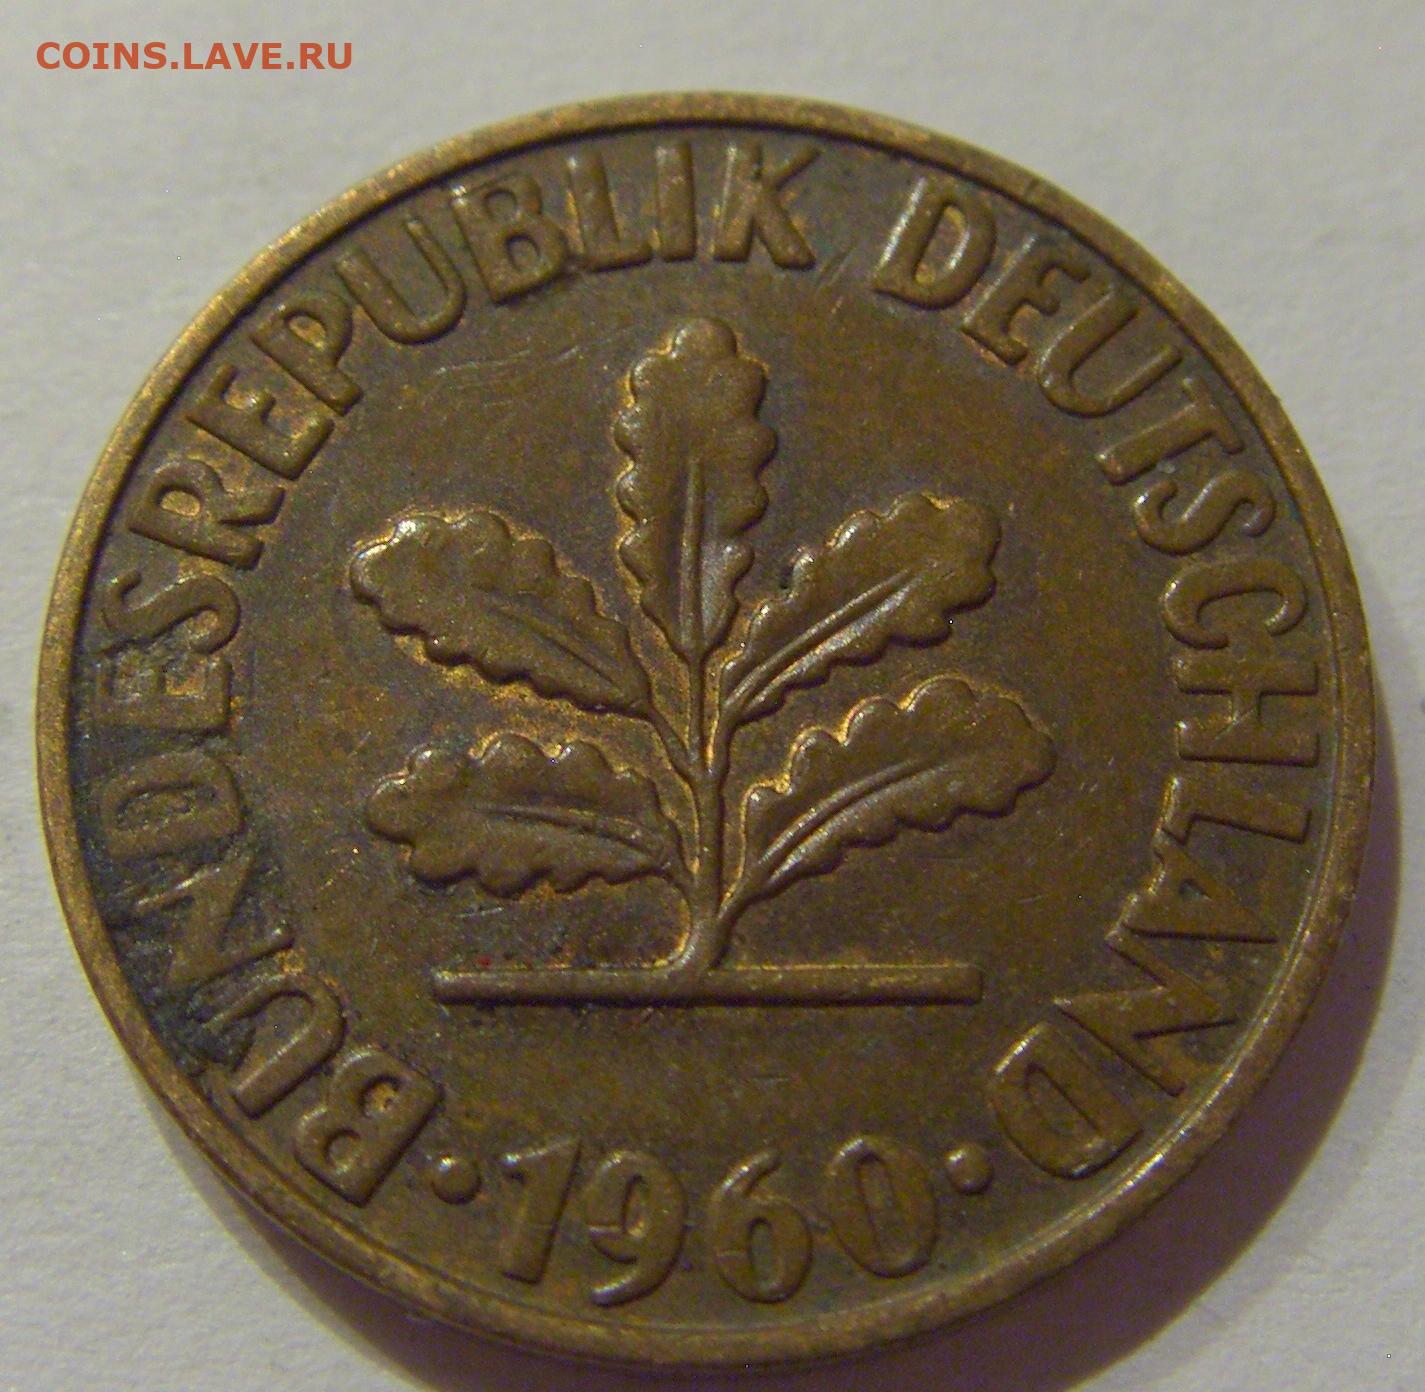 COINS.LAVE.RU
BUNDESREPUBLIK DEUTSCHLAND
· 1960 ·